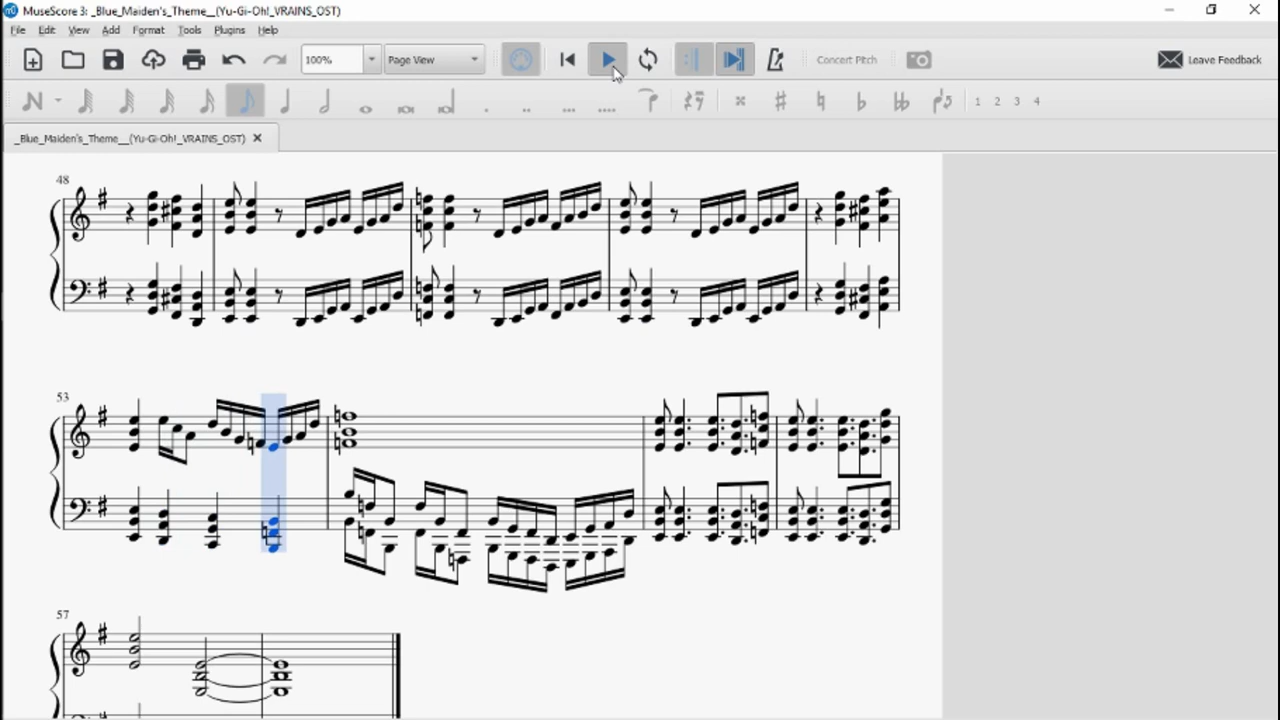 MuseScore 3: _Blue_Maiden's_Theme__(Yu-Gi-Oh!_VRAINS_OST)
File Edit View Add Format Tools Plugins Help
100% Page View Concert Pitch Leave Feedback
1 2 3 4
_Blue_Maiden's_Theme__(Yu-Gi-Oh!_VRAINS_OST)
48
53
57